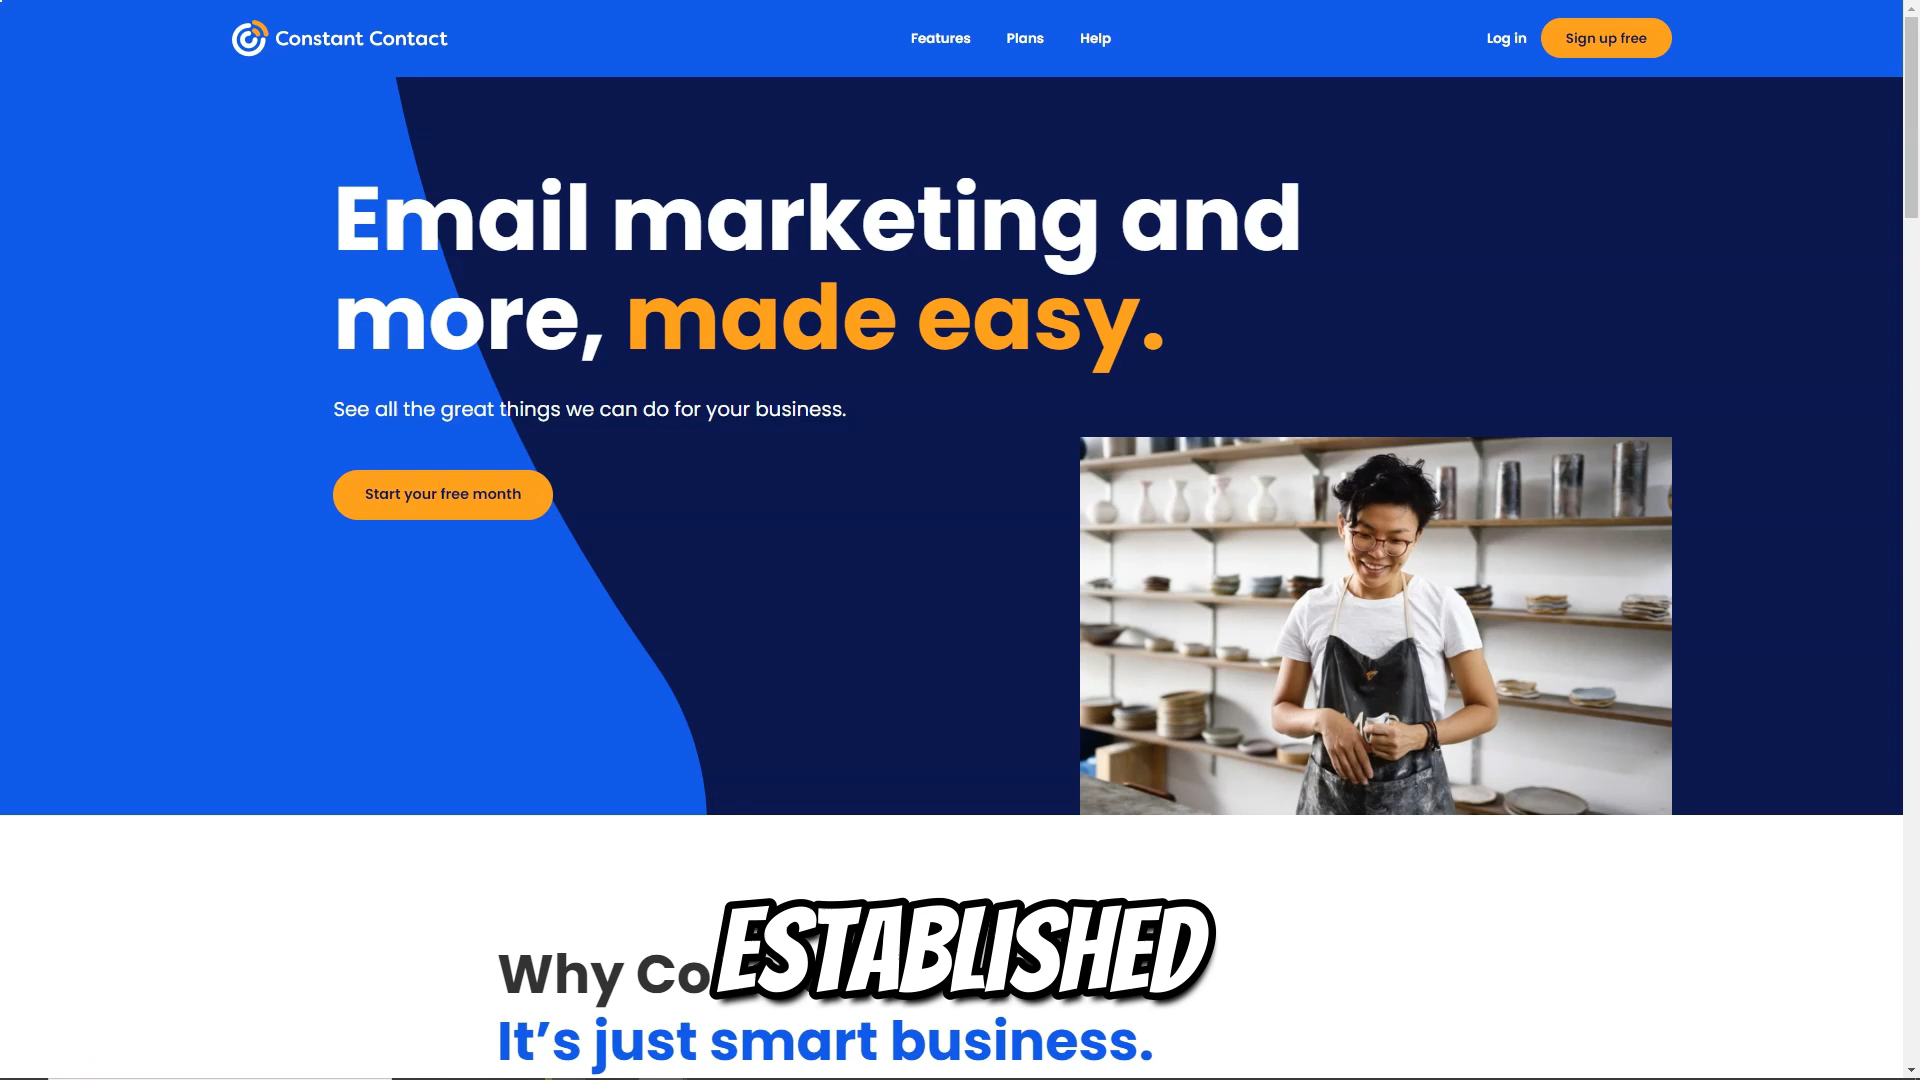 Constant Contact
Features Plans Help
Log in Sign up free
Email marketing and
more, made easy.
See all the great things we can do for your business.
Start your free month
Why Co
ESTABLISHED
It's just smart business.